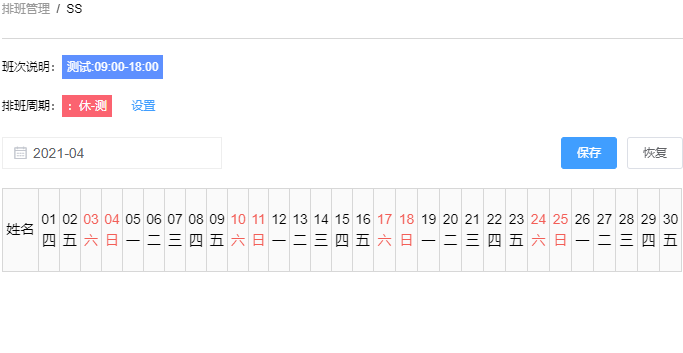 排班管理 / SS
班次说明： 测试:09:00-18:00
排班周期： ：休-测 设置
2021-04 保存 恢复
姓名 01 02 03 04 05 06 07 08 09 10 11 12 13 14 15 16 17 18 19 20 21 22 23 24 25 26 27 28 29 30
四 五 六 日 一 二 三 四 五 六 日 一 二 三 四 五 六 日 一 二 三 四 五 六 日 一 二 三 四 五